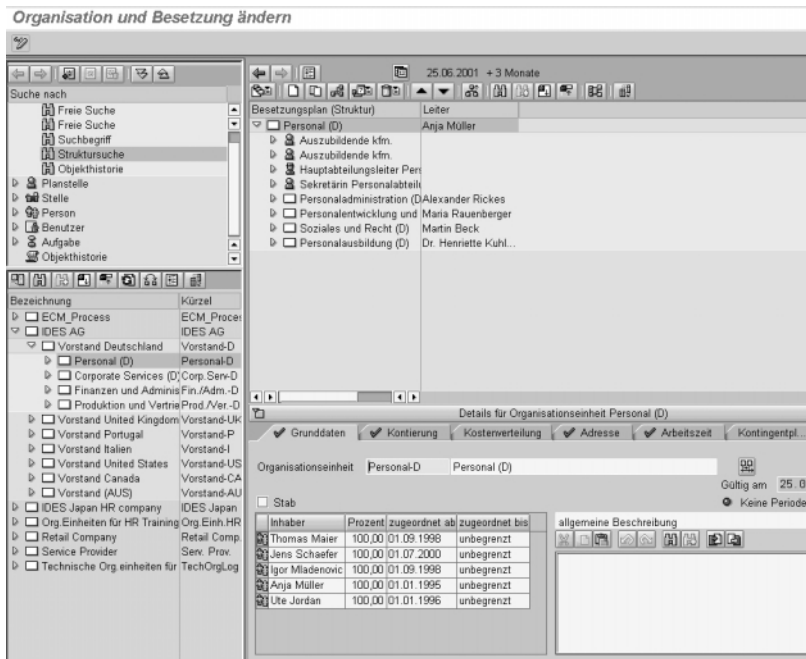 Organisation und Besetzung ändern
25.06.2001 + 3 Monate
Suche nach
Freie Suche
Freie Suche
Suchbegriff
Struktursuche
Objekthistorie
Planstelle
Stelle
Person
Benutzer
Aufgabe
Objekthistorie
Besetzungsplan (Struktur) Leiter
Personal (D) Anja Müller
Auszubildende kfm.
Auszubildende kfm.
Hauptabteilungsleiter Pers
Sekretärin Personalabteilu
Personaladministration (D Alexander Rickes
Personalentwicklung und Maria Rauenberger
Soziales und Recht (D) Martin Beck
Personalausbildung (D) Dr. Henriette Kuhl...
Bezeichnung Kürzel
ECM_Process ECM_Proce
IDES AG IDES AG
Vorstand Deutschland Vorstand-D
Personal (D) Personal-D
Corporate Services (D) Corp.Serv-D
Finanzen und Adminis Fin./Adm.-D
Produktion und Vertrie Prod./Ver.-D
Vorstand United Kingdom Vorstand-UK
Vorstand Portugal Vorstand-P
Vorstand Italien Vorstand-I
Vorstand United States Vorstand-US
Vorstand Canada Vorstand-CA
Vorstand (AUS) Vorstand-AU
IDES Japan HR company IDES Japan
Org.Einheiten für HR Training Org.Einh.HR
Retail Company Retail Comp.
Service Provider Serv. Prov.
Technische Org.einheiten für TechOrgLog
Details für Organisationseinheit Personal (D)
Grunddaten Kontierung Kostenverteilung Adresse Arbeitszeit Kontingentpl...
Organisationseinheit Personal-D Personal (D)
Gültig am 25.0
Stab Keine Periode
Inhaber Prozent zugeordnet ab zugeordnet bis
Thomas Maier 100,00 01.09.1998 unbegrenzt
Jens Schaefer 100,00 01.07.2000 unbegrenzt
Igor Mladenovic 100,00 01.09.1998 unbegrenzt
Anja Müller 100,00 01.01.1995 unbegrenzt
Ute Jordan 100,00 01.01.1996 unbegrenzt
allgemeine Beschreibung